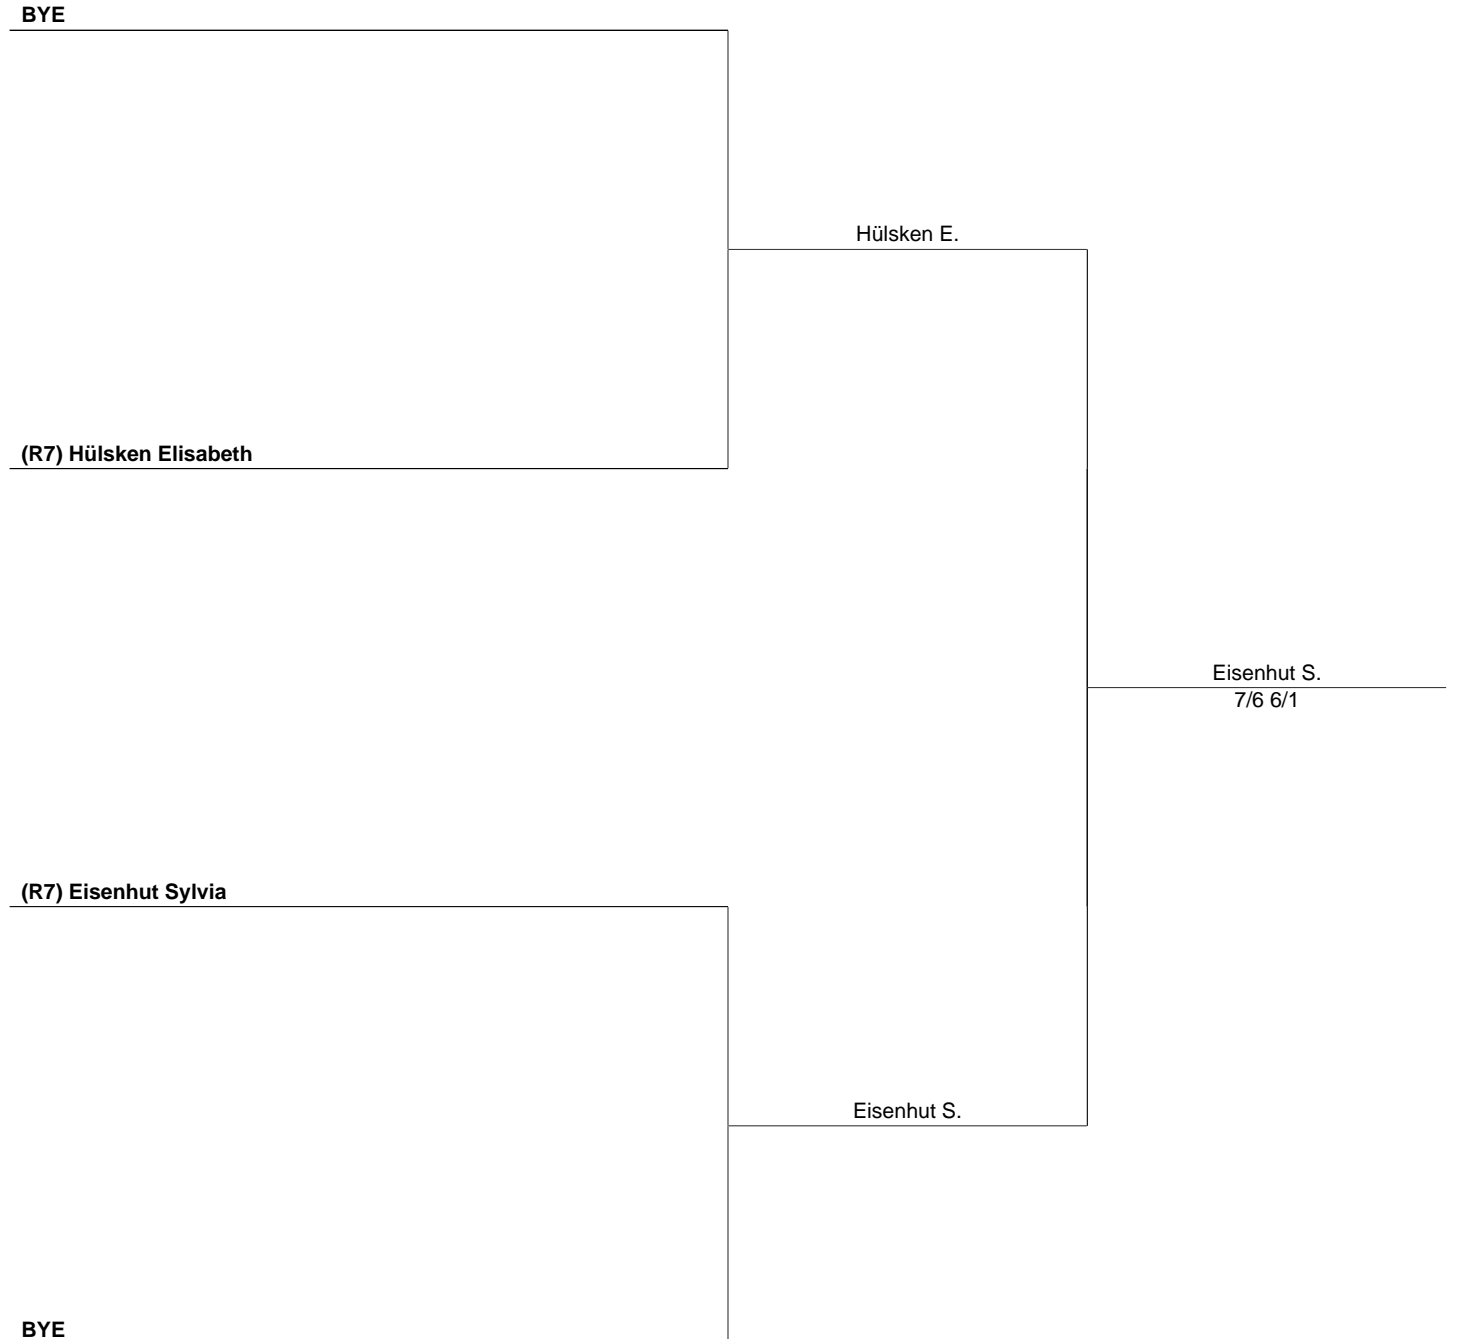 BYE
Hülsken E.
(R7) Hülsken Elisabeth
Eisenhut S.
7/6 6/1
(R7) Eisenhut Sylvia
Eisenhut S.
BYE